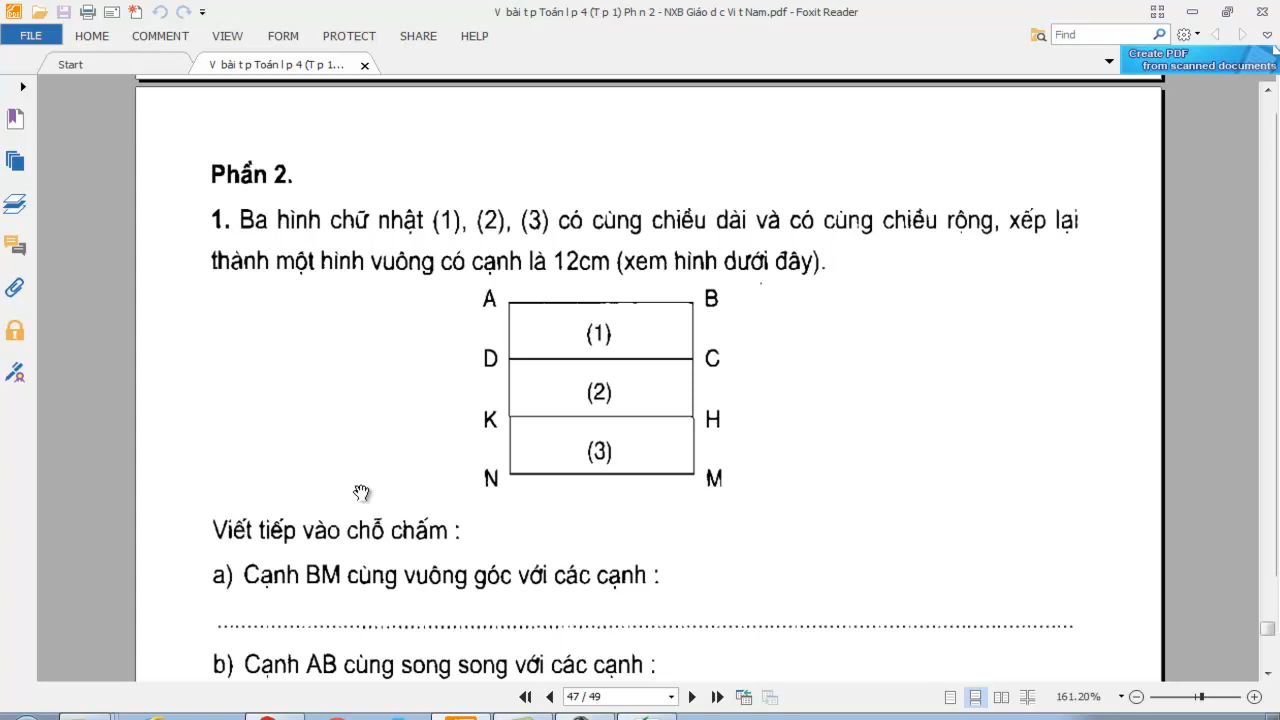 V bài t p Toán l p 4 (T p 1) Ph n 2 - NXB Giáo d c Vi t Nam.pdf - Foxit Reader
FILE HOME COMMENT VIEW FORM PROTECT SHARE HELP
Find
Start
V bài t p Toán l p 4 (T p 1...
Create PDF
from scanned documents
Phần 2.
1. Ba hình chữ nhật (1), (2), (3) có cùng chiều dài và có cùng chiều rộng, xếp lại
thành một hình vuông có cạnh là 12cm (xem hình dưới đây).
A B
(1)
D C
(2)
K H
(3)
N M
Viết tiếp vào chỗ chấm :
a) Cạnh BM cùng vuông góc với các cạnh :
........................................................................................................
b) Cạnh AB cùng song song với các cạnh :
47 / 49
161.20%